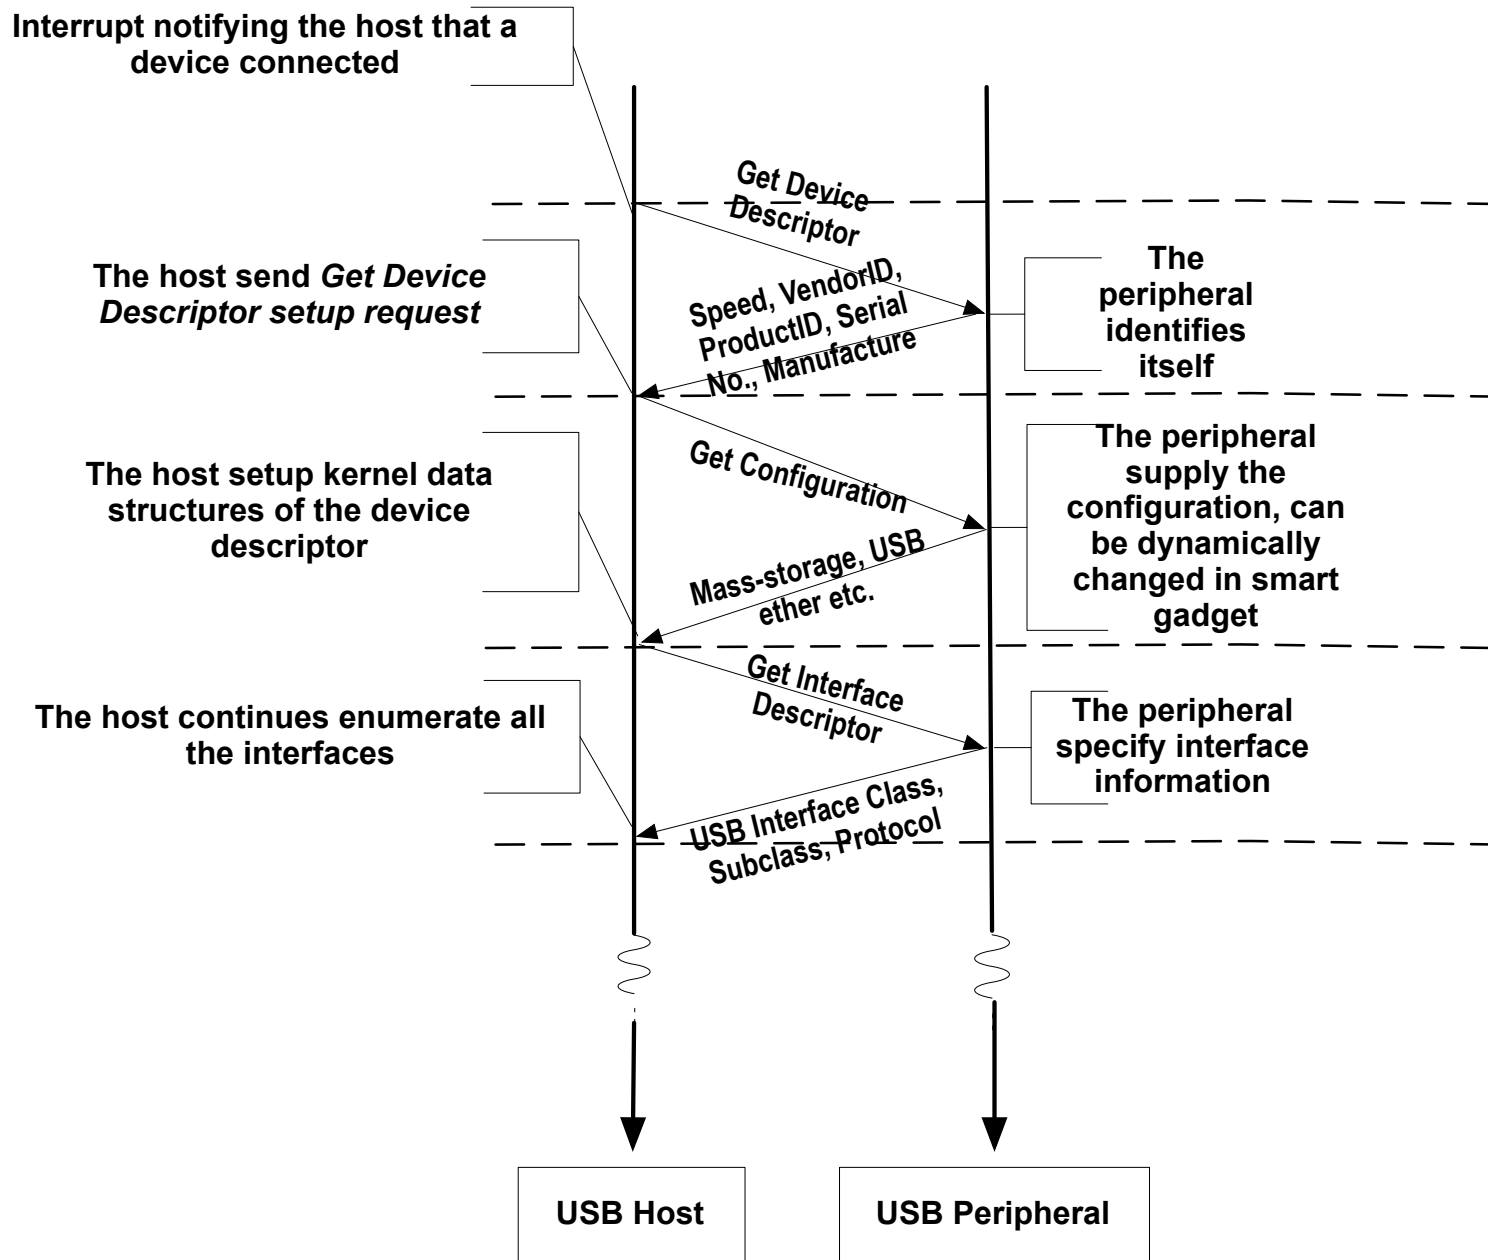 Interrupt notifying the host that a
device connected
Get Device
Descriptor
The host send Get Device
Descriptor setup request
The
peripheral
identifies
itself
Speed, VendorID,
ProductID, Serial
No., Manufacture
Get Configuration
The host setup kernel data
structures of the device
descriptor
The peripheral
supply the
configuration, can
be dynamically
changed in smart
gadget
Mass-storage, USB
ether etc.
Get Interface
Descriptor
The host continues enumerate all
the interfaces
The peripheral
specify interface
information
USB Interface Class,
Subclass, Protocol
USB Host
USB Peripheral